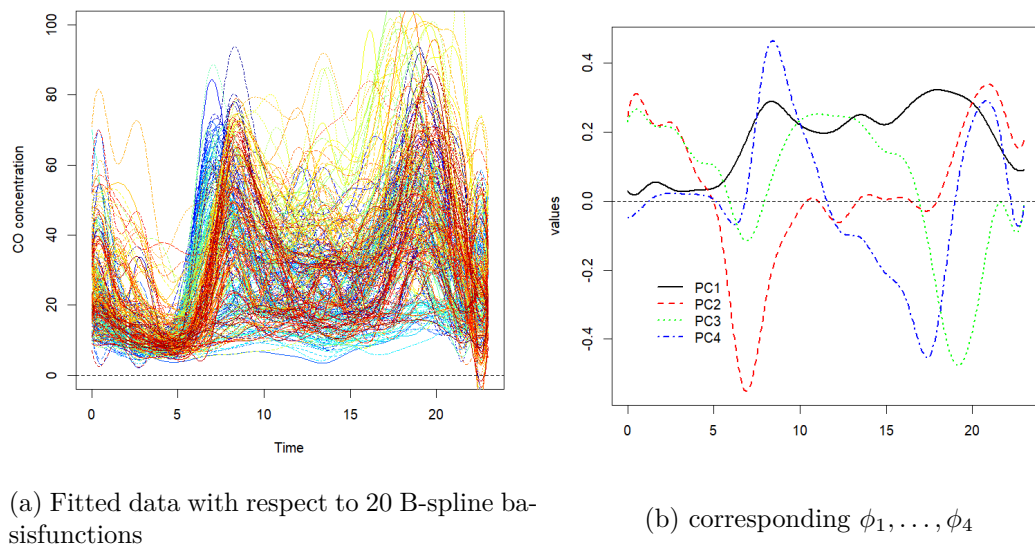 CO concentration
100
80
60
40
20
0
0 5 10 15 20
Time
values
0.4
0.2
0.0
-0.2
-0.4
PC1
PC2
PC3
PC4
0 5 10 15 20
(a) Fitted data with respect to 20 B-spline ba-
sisfunctions
(b) corresponding ϕ₁, . . . , ϕ₄